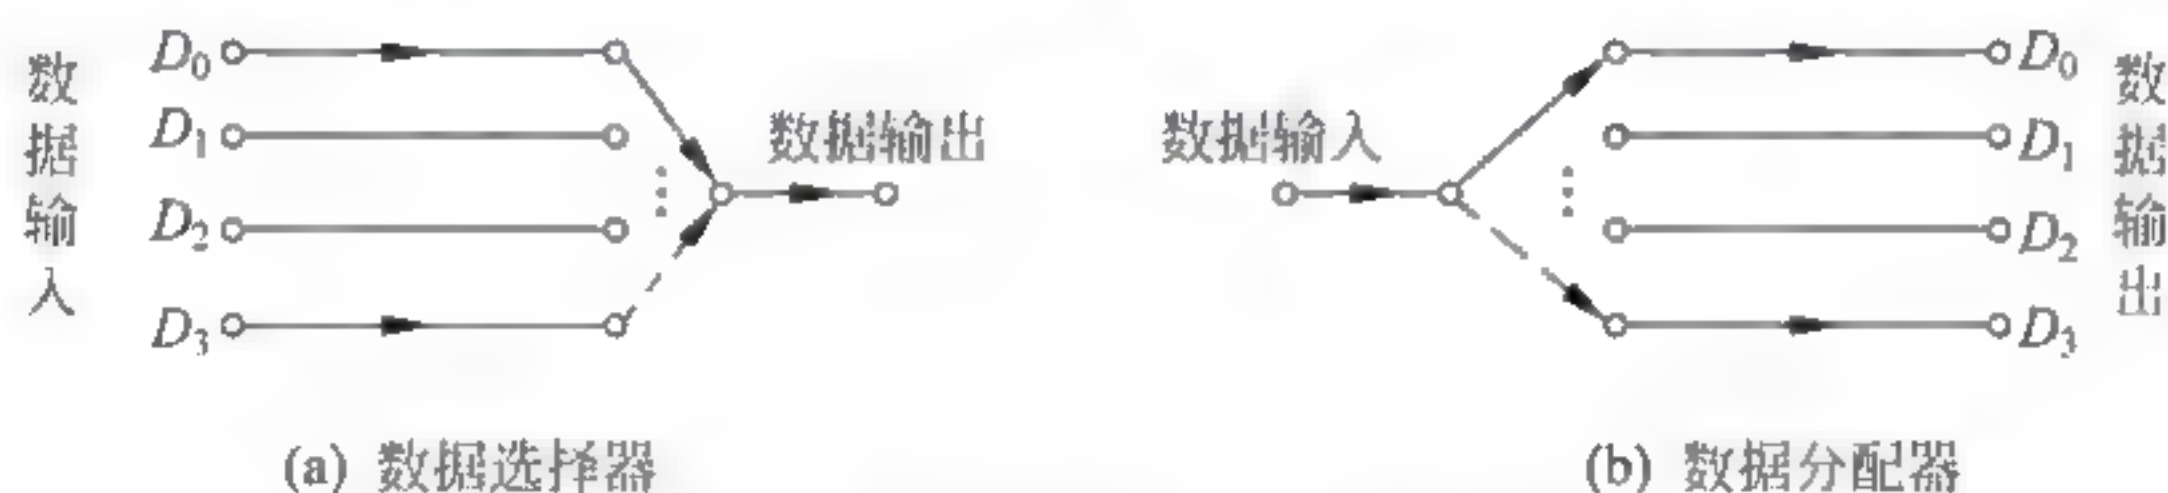 数据输入
D₀
D₁
D₂
D₃
数据输出
(a) 数据选择器
数据输入
D₀
D₁
D₂
D₃
数据输出
(b) 数据分配器